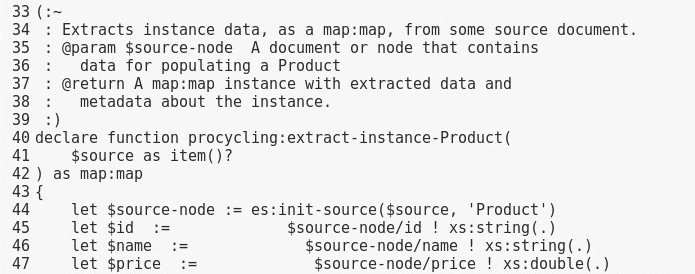 33 (:~
34  : Extracts instance data, as a map:map, from some source document.
35  : @param $source-node  A document or node that contains
36  :   data for populating a Product
37  : @return A map:map instance with extracted data and
38  :   metadata about the instance.
39  :)
40 declare function procycling:extract-instance-Product(
41     $source as item()?
42 ) as map:map
43 {
44     let $source-node := es:init-source($source, 'Product')
45     let $id  :=             $source-node/id ! xs:string(.)
46     let $name  :=             $source-node/name ! xs:string(.)
47     let $price  :=             $source-node/price ! xs:double(.)